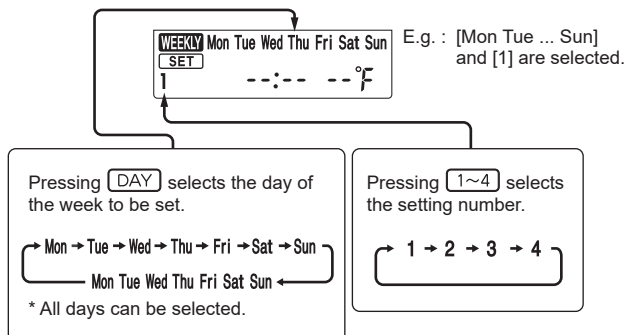 WEEKLY Mon Tue Wed Thu Fri Sat Sun
SET
1 --:-- --°F
E.g. : [Mon Tue ... Sun]
and [1] are selected.
Pressing DAY selects the day of
the week to be set.
Mon → Tue → Wed → Thu → Fri → Sat → Sun
Mon Tue Wed Thu Fri Sat Sun
* All days can be selected.
Pressing 1~4 selects
the setting number.
1 → 2 → 3 → 4